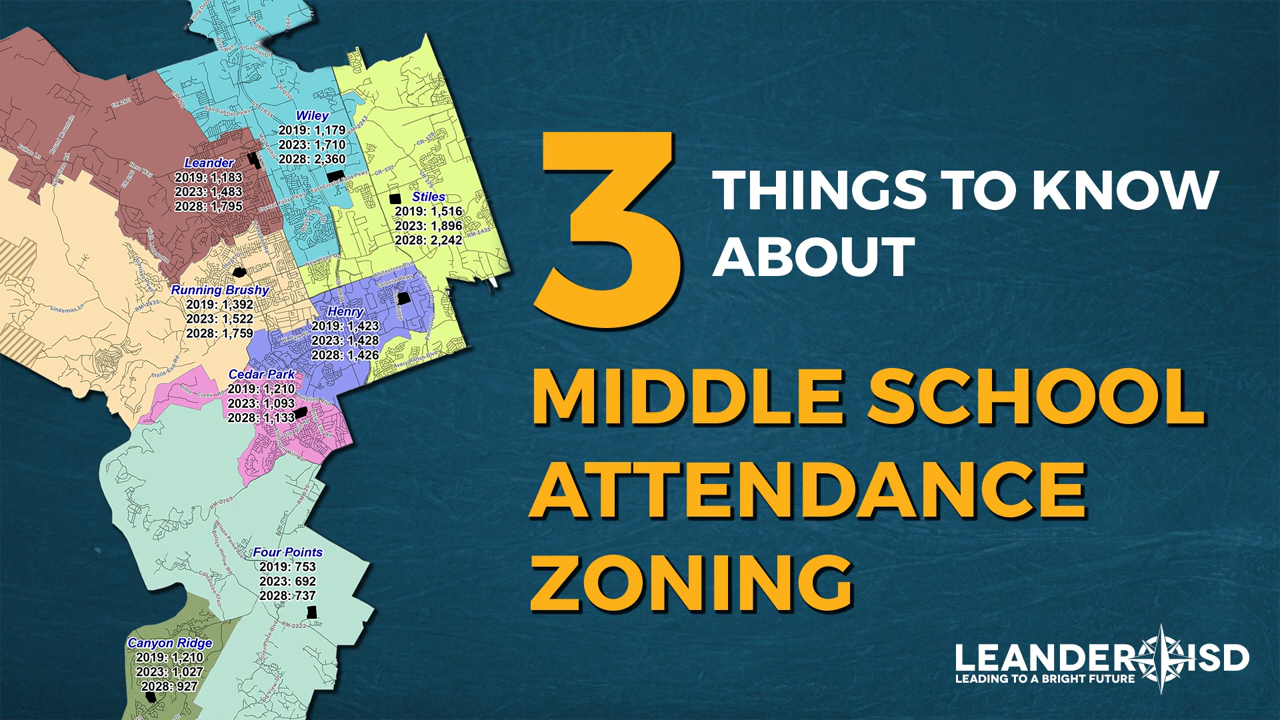 Wiley
2019: 1,179
2023: 1,710
2028: 2,360
Leander
2019: 1,183
2023: 1,483
2028: 1,795
Stiles
2019: 1,516
2023: 1,896
2028: 2,242
Running Brushy
2019: 1,392
2023: 1,522
2028: 1,759
Henry
2019: 1,423
2023: 1,428
2028: 1,426
Cedar Park
2019: 1,210
2023: 1,093
2028: 1,133
Four Points
2019: 753
2023: 692
2028: 737
Canyon Ridge
2019: 1,210
2023: 1,027
2028: 927
3
THINGS TO KNOW
ABOUT
MIDDLE SCHOOL
ATTENDANCE
ZONING
LEANDER ISD
LEADING TO A BRIGHT FUTURE